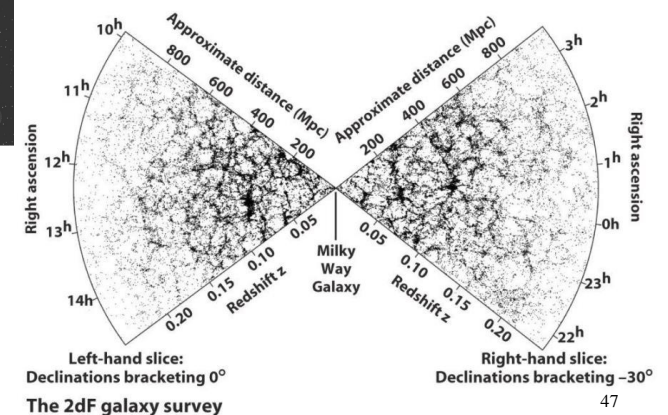 10h
11h
12h
13h
14h
Right ascension
Approximate distance (Mpc)
800
600
400
200
0.05
0.10
0.15
0.20
Redshift z
Milky
Way
Galaxy
Approximate distance (Mpc)
200
400
600
800
3h
2h
1h
0h
23h
22h
Right ascension
0.05
0.10
0.15
0.20
Redshift z
Left-hand slice:
Declinations bracketing 0°
Right-hand slice:
Declinations bracketing –30°
The 2dF galaxy survey
47